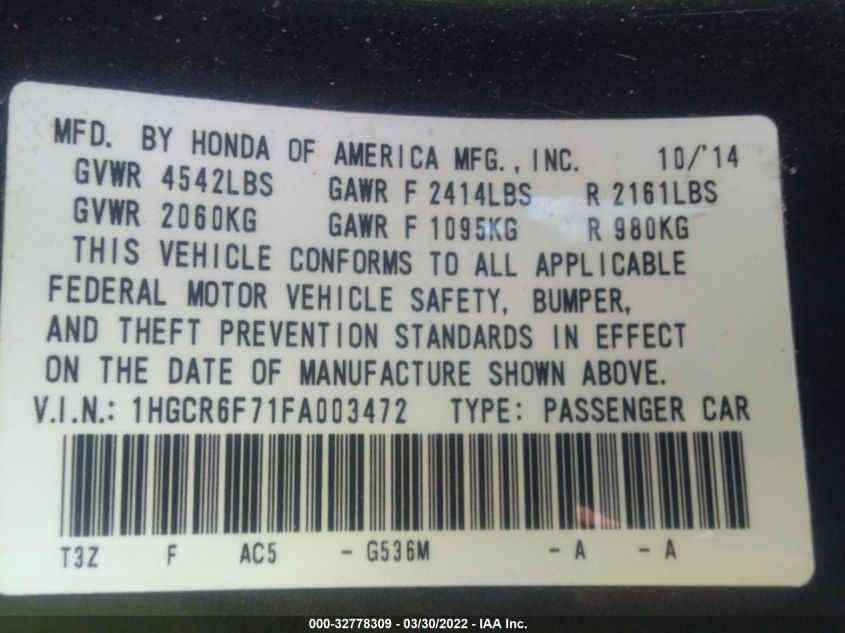 MFD. BY HONDA OF AMERICA MFG., INC. 10/'14
GVWR 4542LBS GAWR F 2414LBS R 2161LBS
GVWR 2060KG GAWR F 1095KG R 980KG
THIS VEHICLE CONFORMS TO ALL APPLICABLE
FEDERAL MOTOR VEHICLE SAFETY, BUMPER,
AND THEFT PREVENTION STANDARDS IN EFFECT
ON THE DATE OF MANUFACTURE SHOWN ABOVE.
V.I.N.: 1HGCR6F71FA003472 TYPE: PASSENGER CAR
T3Z F AC5 - G536M - A - A
000-32778309 - 03/30/2022 - IAA Inc.